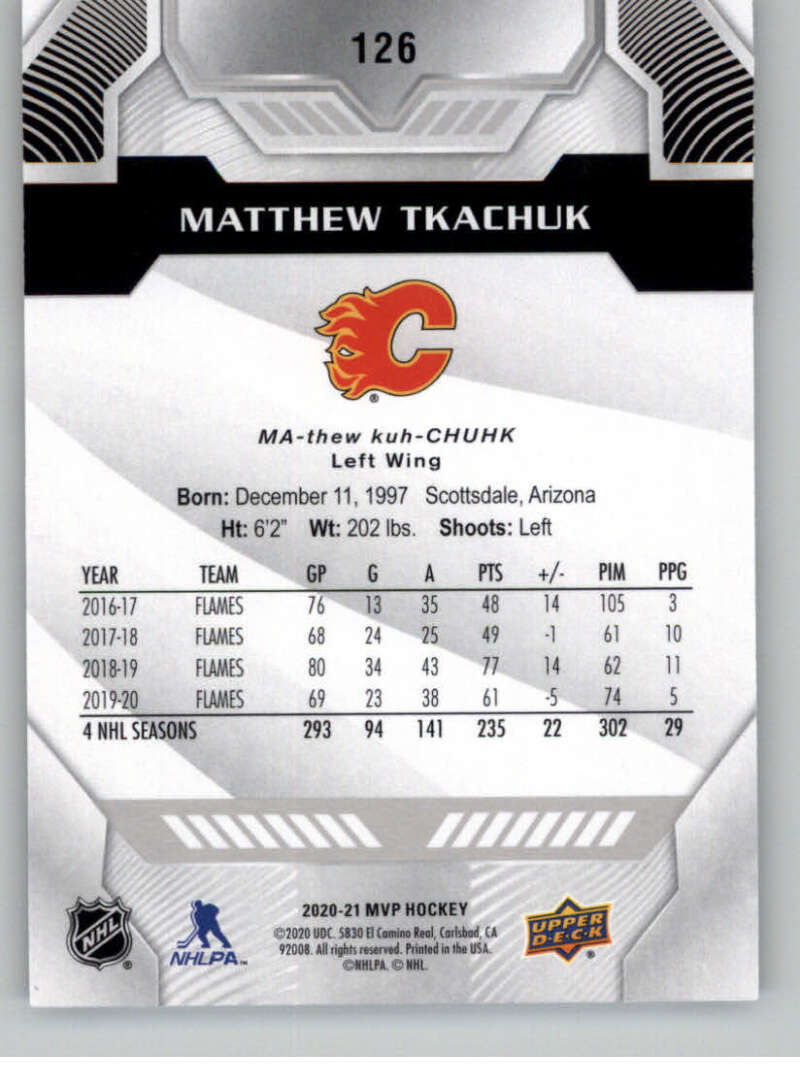 126
MATTHEW TKACHUK
®
MA-thew kuh-CHUHK
Left Wing
Born: December 11, 1997 Scottsdale, Arizona
Ht: 6'2" Wt: 202 lbs. Shoots: Left
YEAR TEAM GP G A PTS +/- PIM PPG
2016-17 FLAMES 76 13 35 48 14 105 3
2017-18 FLAMES 68 24 25 49 -1 61 10
2018-19 FLAMES 80 34 43 77 14 62 11
2019-20 FLAMES 69 23 38 61 -5 74 5
4 NHL SEASONS 293 94 141 235 22 302 29
NHL ®
NHLPA™
2020-21 MVP HOCKEY
©2020 UDC. 5830 El Camino Real, Carlsbad, CA
92008. All rights reserved. Printed in the USA.
©NHLPA. © NHL.
UPPER
D·E·C·K ®